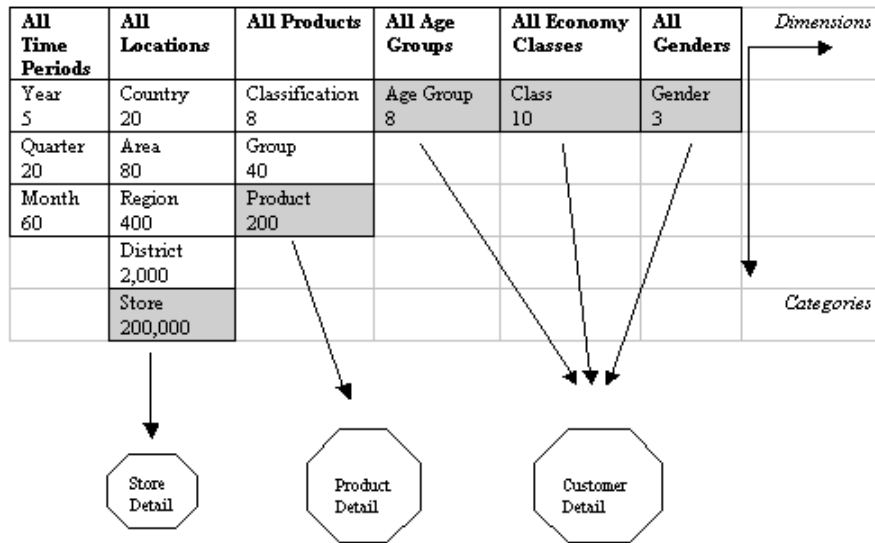 All Time Periods
All Locations
All Products
All Age Groups
All Economy Classes
All Genders
Dimensions
Year
5
Country
20
Classification
8
Age Group
8
Class
10
Gender
3
Quarter
20
Area
80
Group
40
Month
60
Region
400
Product
200
District
2,000
Store
200,000
Categories
Store
Detail
Product
Detail
Customer
Detail